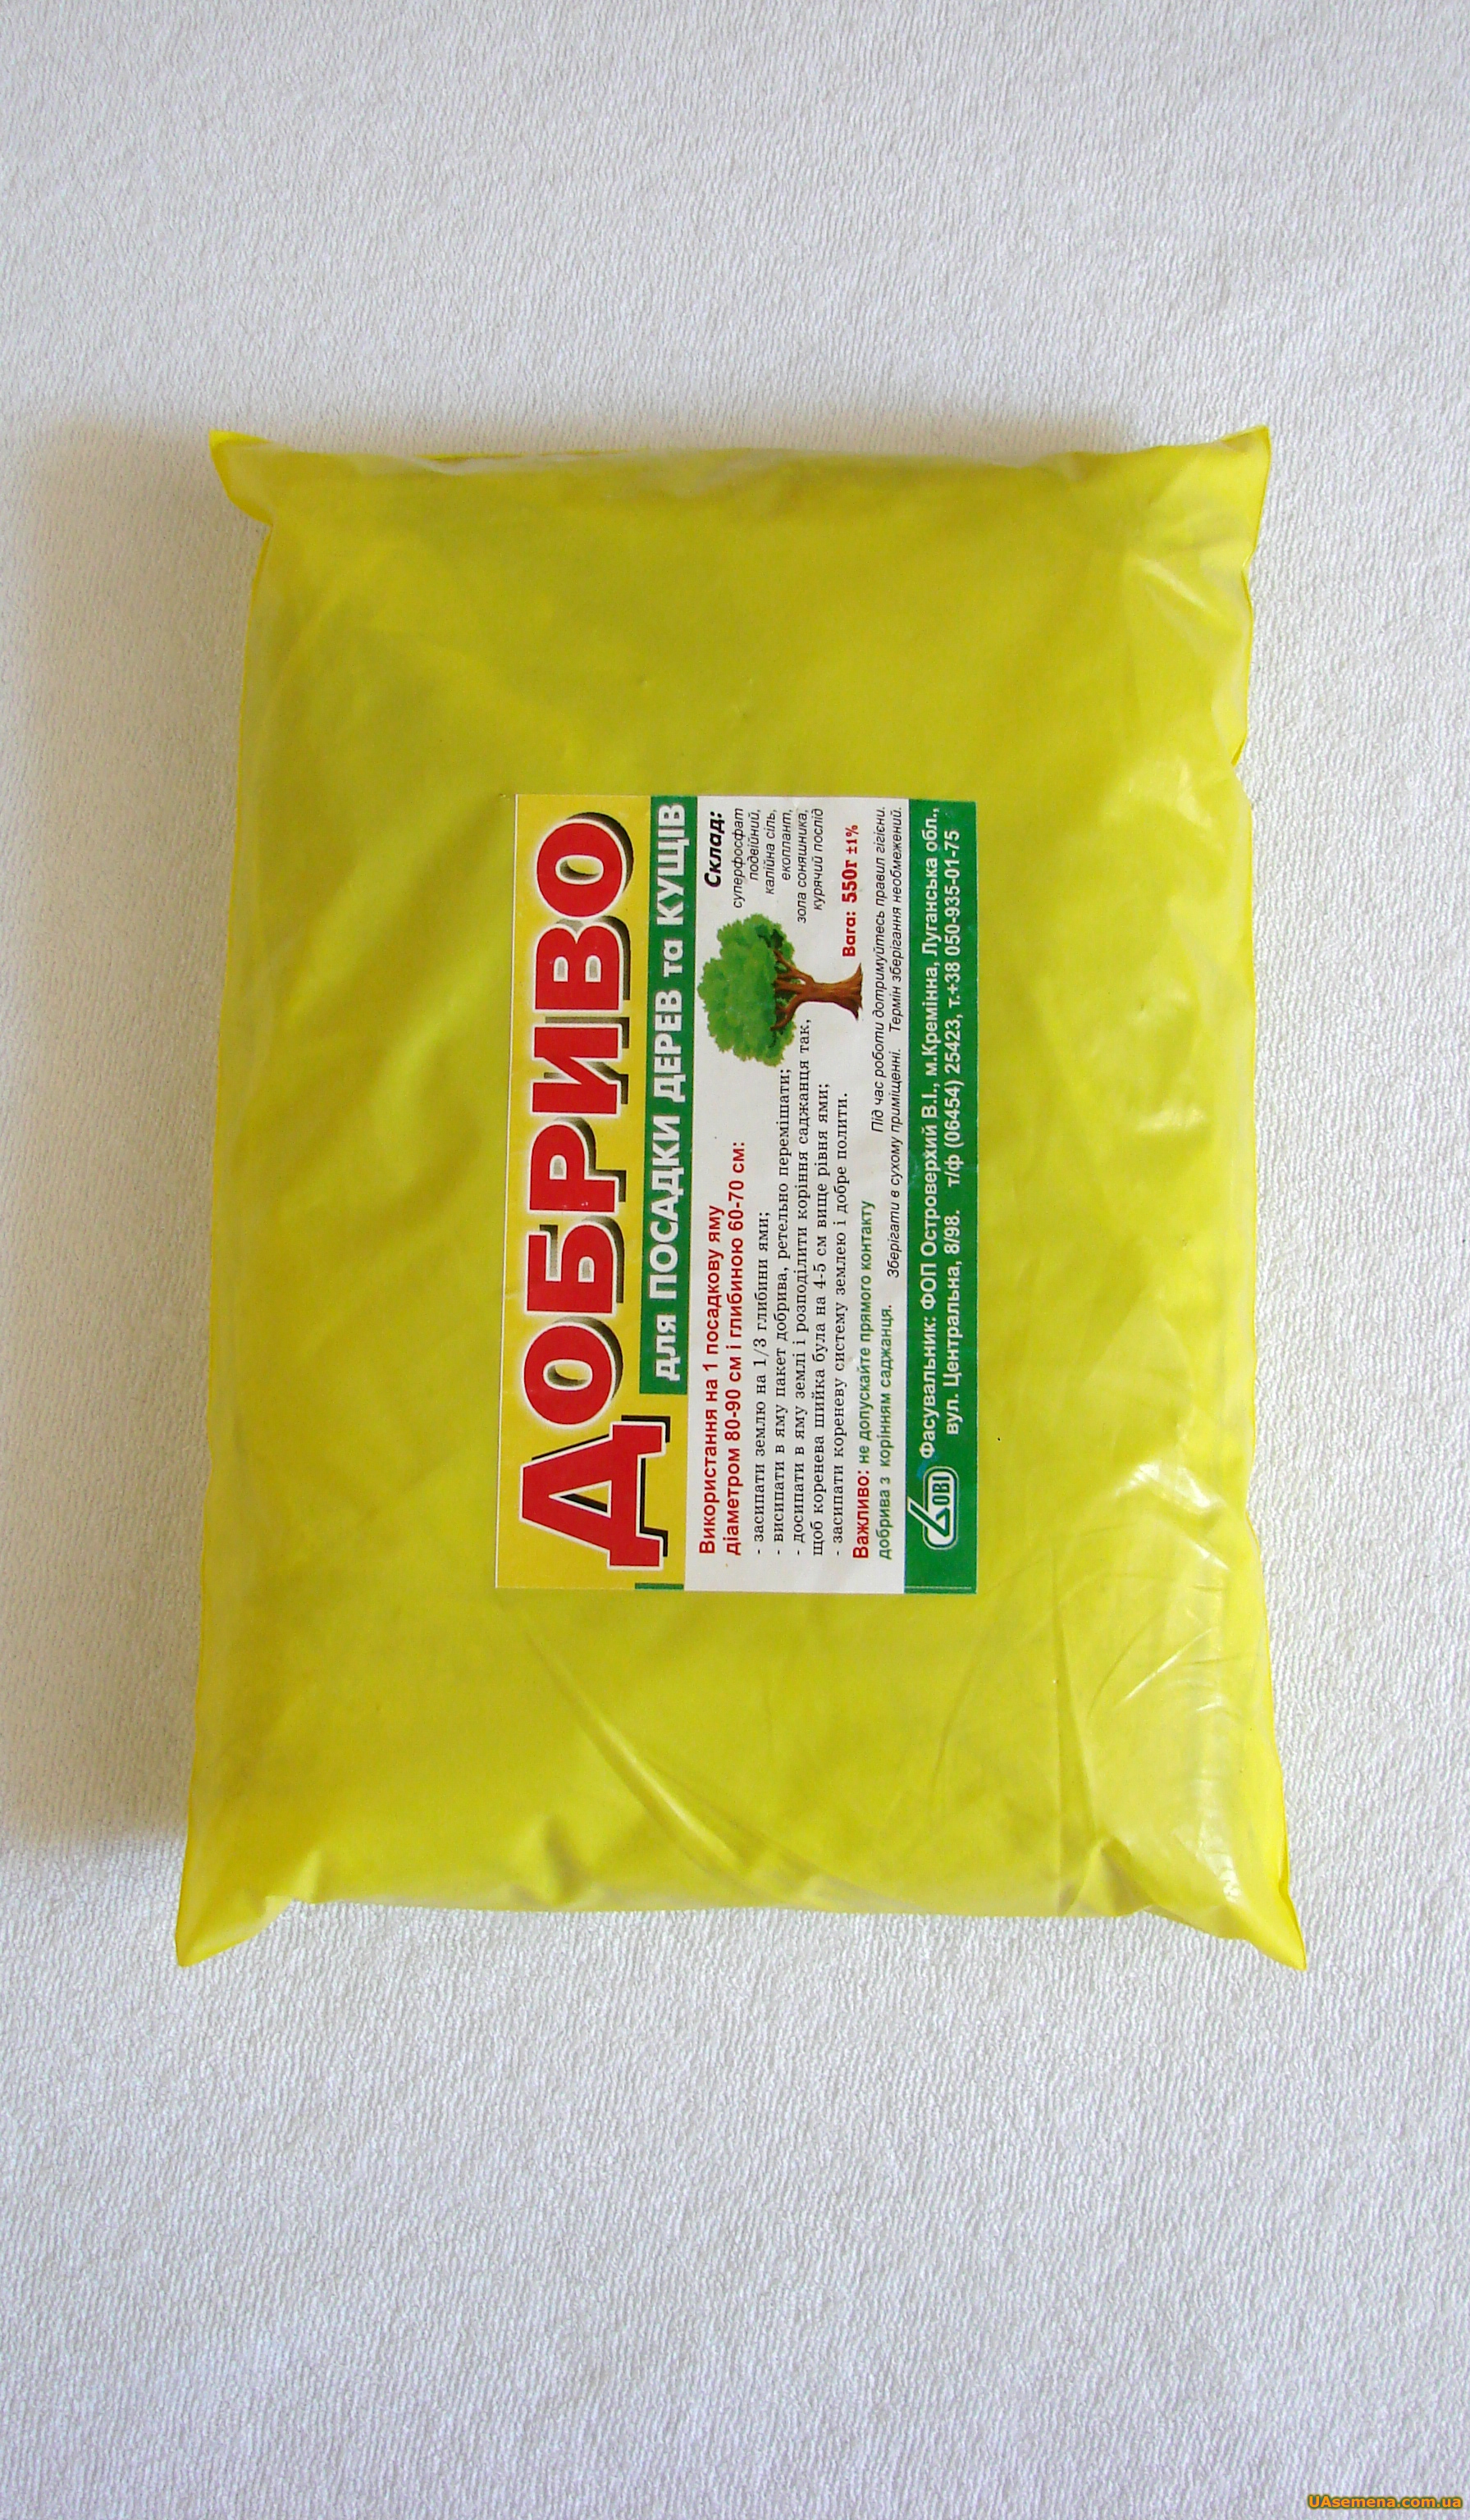 ДОБРИВО
для ПОСАДКИ ДЕРЕВ та КУЩІВ
Використання на 1 посадкову яму
діаметром 80-90 см і глибиною 60-70 см:
- засипати землю на 1/3 глибини ями;
- висипати в яму пакет добрива, ретельно перемішати;
- досипати в яму землі і розподілити коріння саджанця так,
щоб коренева шийка була на 4-5 см вище рівня ями;
- засипати кореневу систему землею і добре полити.
Важливо: не допускайте прямого контакту
добрива з корінням саджанця.
Склад:
суперфосфат
подвійний,
калійна сіль,
екоплант,
зола соняшника,
курячий послід
Вага: 550г ±1%
Під час роботи дотримуйтесь правил гігієни.
Зберігати в сухому приміщенні. Термін зберігання необмежений.
ОВІ
Фасувальник: ФОП Островерхий В.І., м.Кремінна, Луганська обл.,
вул. Центральна, 8/98. т/ф (06454) 25423, т.+38 050-935-01-75
UAsemena.com.ua